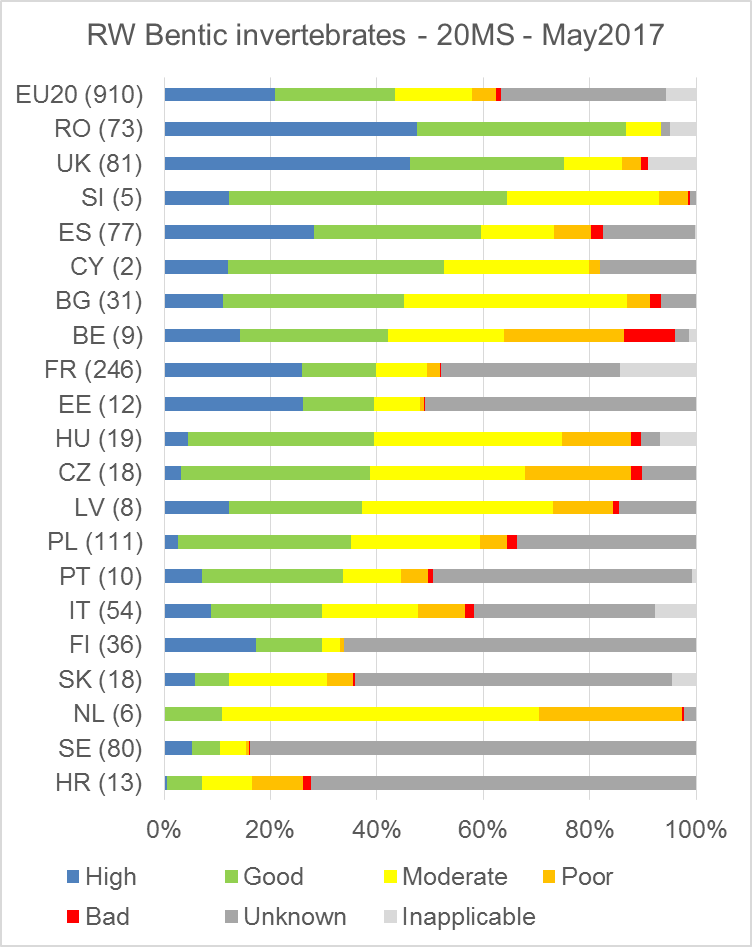 RW Bentic invertebrates - 20MS - May2017
EU20 (910)
RO (73)
UK (81)
SI (5)
ES (77)
CY (2)
BG (31)
BE (9)
FR (246)
EE (12)
HU (19)
CZ (18)
LV (8)
PL (111)
PT (10)
IT (54)
FI (36)
SK (18)
NL (6)
SE (80)
HR (13)
0% 20% 40% 60% 80% 100%
High Good Moderate Poor
Bad Unknown Inapplicable